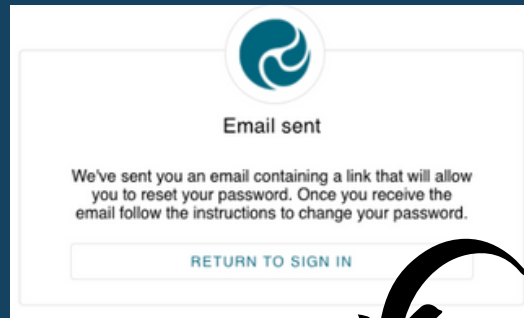 Email sent
We've sent you an email containing a link that will allow
you to reset your password. Once you receive the
email follow the instructions to change your password.
RETURN TO SIGN IN